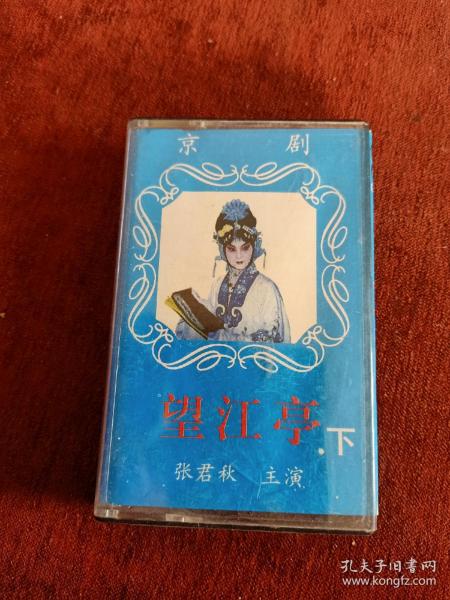 京 剧
望江亭
.下
张君秋 主演
孔夫子旧书网
www.kongfz.com